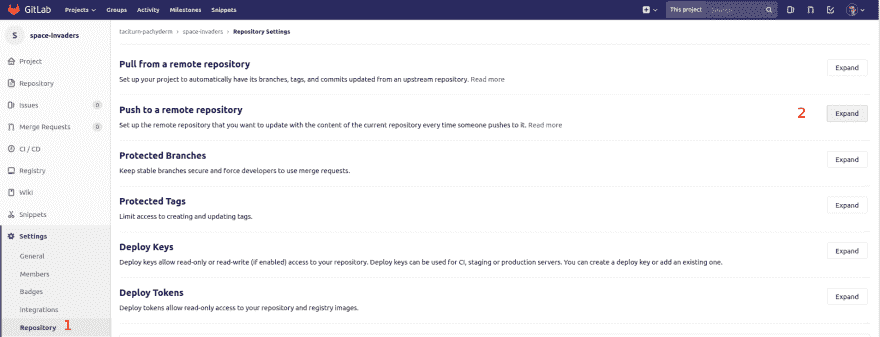 GitLab Projects Groups Activity Milestones Snippets This project Search
S space-invaders
taciturn-pachyderm > space-invaders > Repository Settings
Project
Repository
Issues 0
Merge Requests 0
CI / CD
Registry
Wiki
Snippets
Settings
General
Members
Badges
Integrations
Repository 1
Pull from a remote repository Expand
Set up your project to automatically have its branches, tags, and commits updated from an upstream repository. Read more
Push to a remote repository 2 Expand
Set up the remote repository that you want to update with the content of the current repository every time someone pushes to it. Read more
Protected Branches Expand
Keep stable branches secure and force developers to use merge requests.
Protected Tags Expand
Limit access to creating and updating tags.
Deploy Keys Expand
Deploy keys allow read-only or read-write (if enabled) access to your repository. Deploy keys can be used for CI, staging or production servers. You can create a deploy key or add an existing one.
Deploy Tokens Expand
Deploy tokens allow read-only access to your repository and registry images.